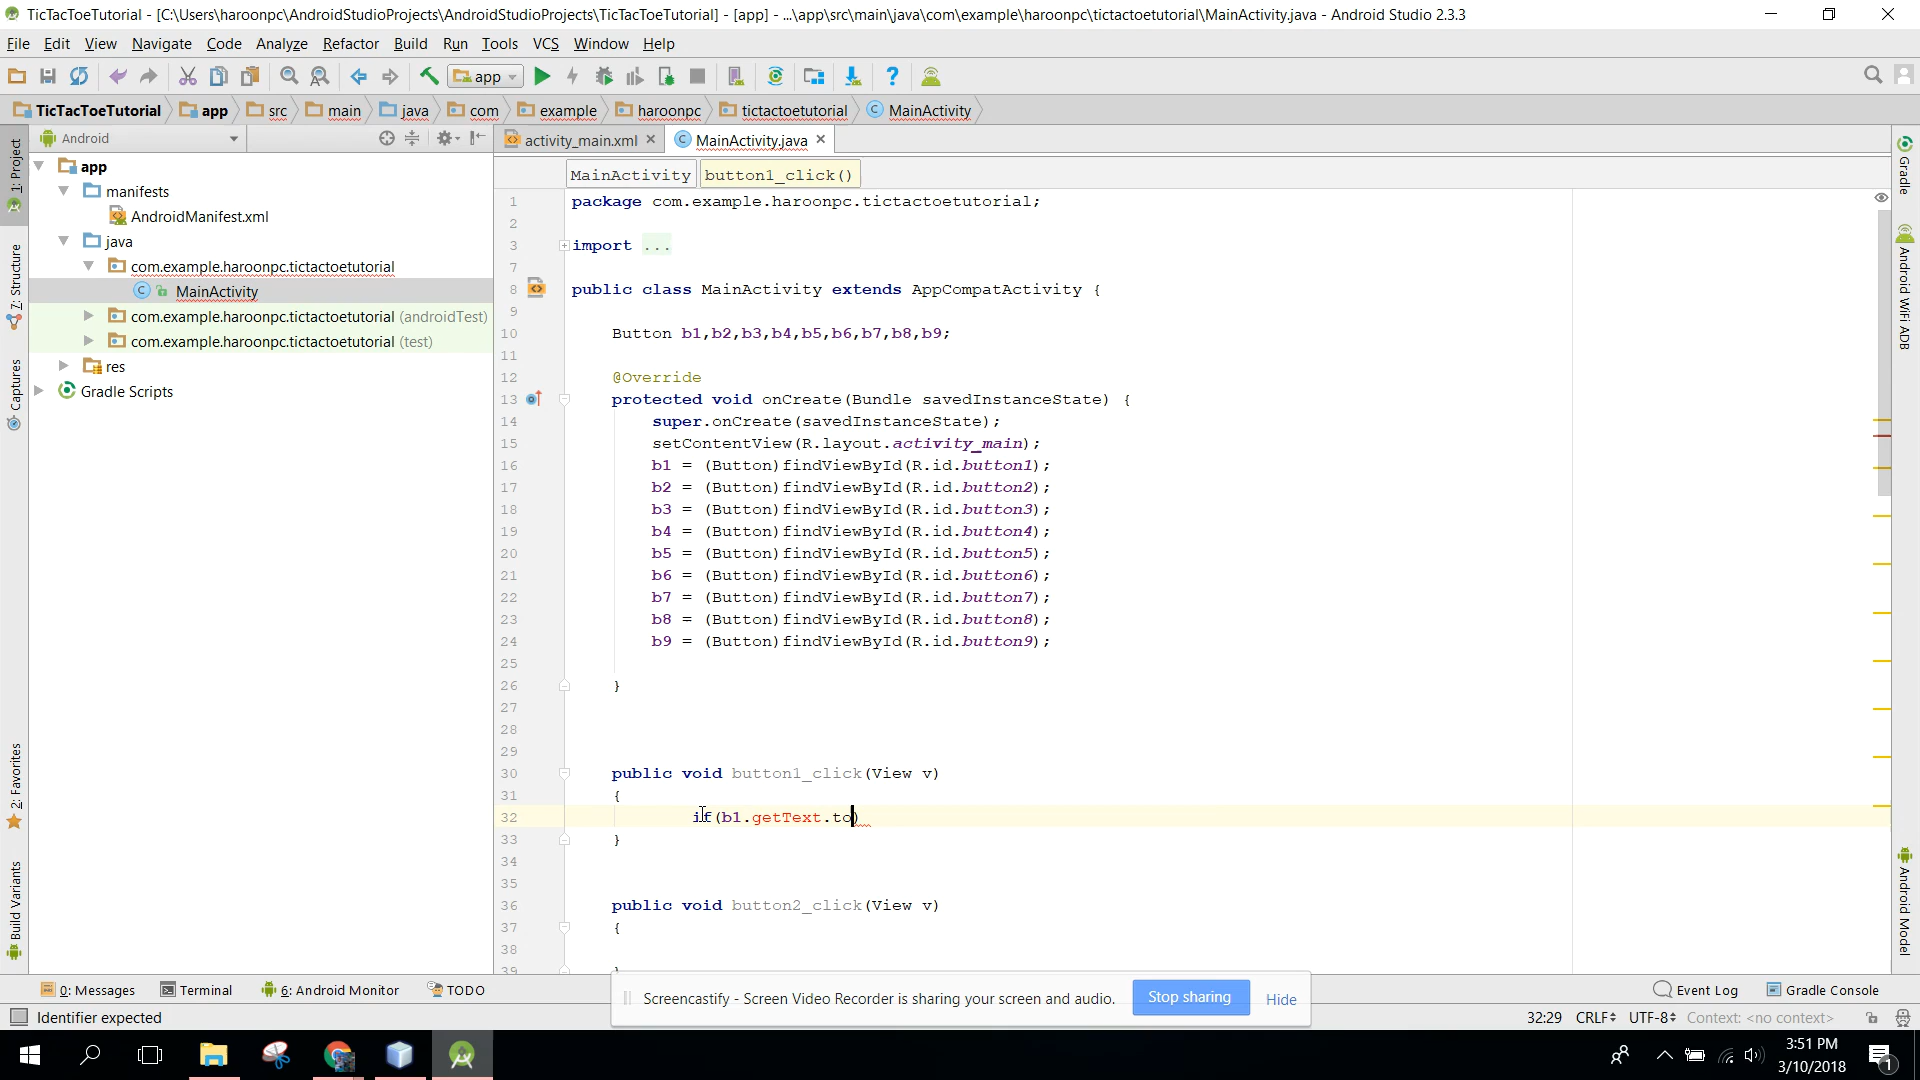 TicTacToeTutorial - [C:\Users\haroonpc\AndroidStudioProjects\AndroidStudioProjects\TicTacToeTutorial] - [app] - ...\app\src\main\java\com\example\haroonpc\tictactoetutorial\MainActivity.java - Android Studio 2.3.3
File Edit View Navigate Code Analyze Refactor Build Run Tools VCS Window Help
app
TicTacToeTutorial app src main java com example haroonpc tictactoetutorial MainActivity
Android
activity_main.xml MainActivity.java
MainActivity button1_click()
app
manifests
AndroidManifest.xml
java
com.example.haroonpc.tictactoetutorial
MainActivity
com.example.haroonpc.tictactoetutorial (androidTest)
com.example.haroonpc.tictactoetutorial (test)
res
Gradle Scripts
1: Project
7: Structure
Captures
2: Favorites
Build Variants
1 package com.example.haroonpc.tictactoetutorial;
2
3 import ...
7
8 public class MainActivity extends AppCompatActivity {
9
10 Button b1,b2,b3,b4,b5,b6,b7,b8,b9;
11
12 @Override
13 protected void onCreate(Bundle savedInstanceState) {
14 super.onCreate(savedInstanceState);
15 setContentView(R.layout.activity_main);
16 b1 = (Button)findViewById(R.id.button1);
17 b2 = (Button)findViewById(R.id.button2);
18 b3 = (Button)findViewById(R.id.button3);
19 b4 = (Button)findViewById(R.id.button4);
20 b5 = (Button)findViewById(R.id.button5);
21 b6 = (Button)findViewById(R.id.button6);
22 b7 = (Button)findViewById(R.id.button7);
23 b8 = (Button)findViewById(R.id.button8);
24 b9 = (Button)findViewById(R.id.button9);
25
26 }
27
28
29
30 public void button1_click(View v)
31 {
32 if(b1.getText.to)
33 }
34
35
36 public void button2_click(View v)
37 {
38
39 }
Gradle
Android WiFi ADB
Android Model
0: Messages Terminal 6: Android Monitor TODO
Event Log Gradle Console
Screencastify - Screen Video Recorder is sharing your screen and audio. Stop sharing Hide
Identifier expected
32:29 CRLF UTF-8 Context: <no context>
3:51 PM
3/10/2018
1